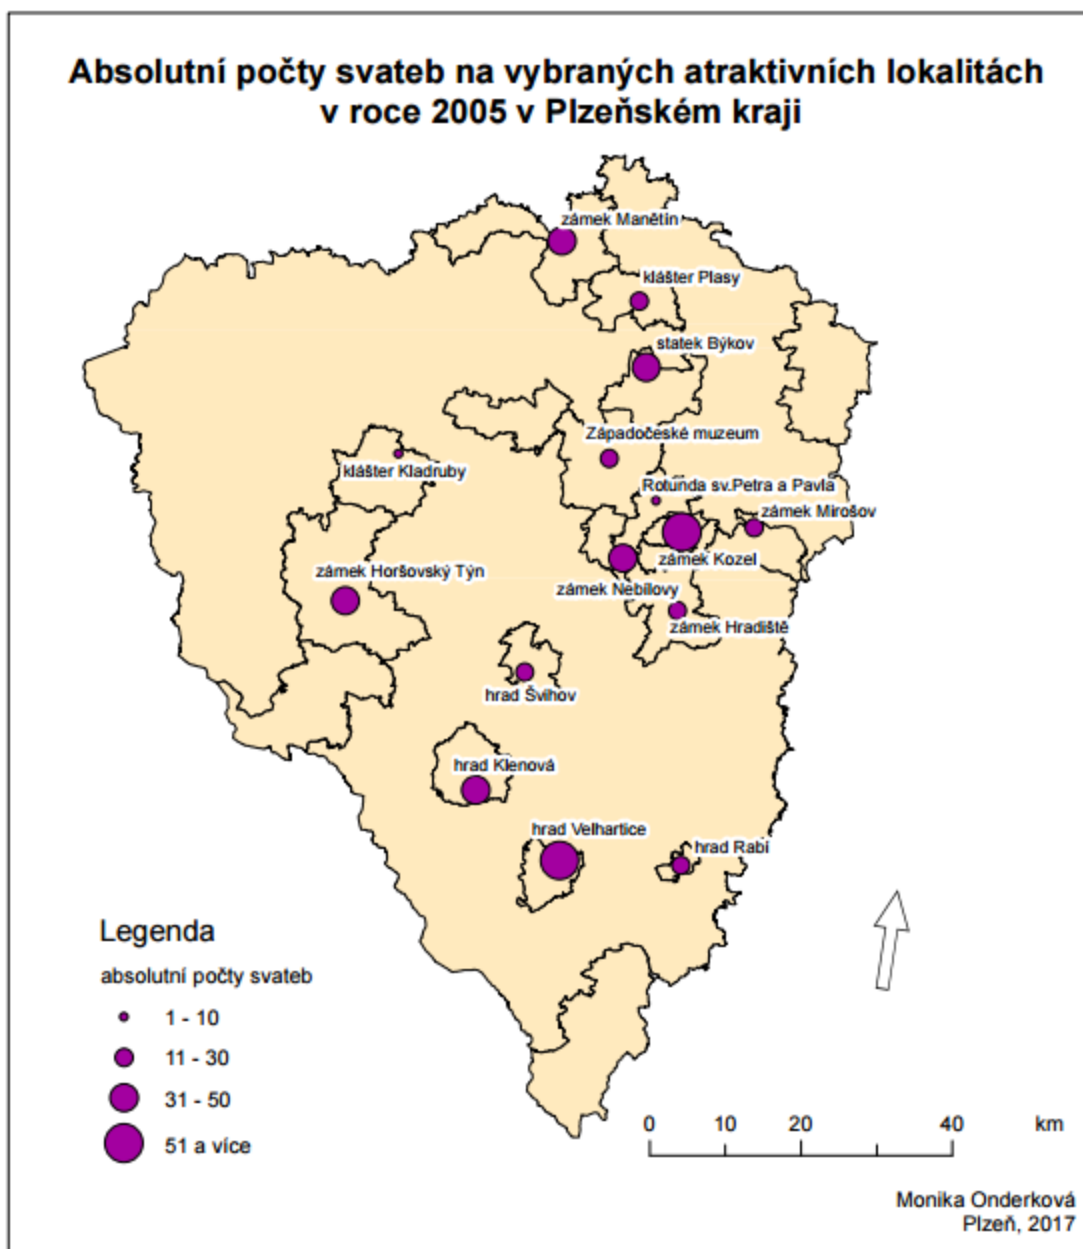 Absolutní počty svateb na vybraných atraktivních lokalitách
v roce 2005 v Plzeňském kraji
zámek Manětín
klášter Plasy
statek Býkov
Západočeské muzeum
klášter Kladruby
Rotunda sv.Petra a Pavla
zámek Mirošov
zámek Kozel
zámek Horšovský Týn
zámek Nebílovy
zámek Hradiště
hrad Švihov
hrad Klenová
hrad Velhartice
hrad Rabí
Legenda
absolutní počty svateb
1 - 10
11 - 30
31 - 50
51 a více
0 10 20 40 km
Monika Onderková
Plzeň, 2017